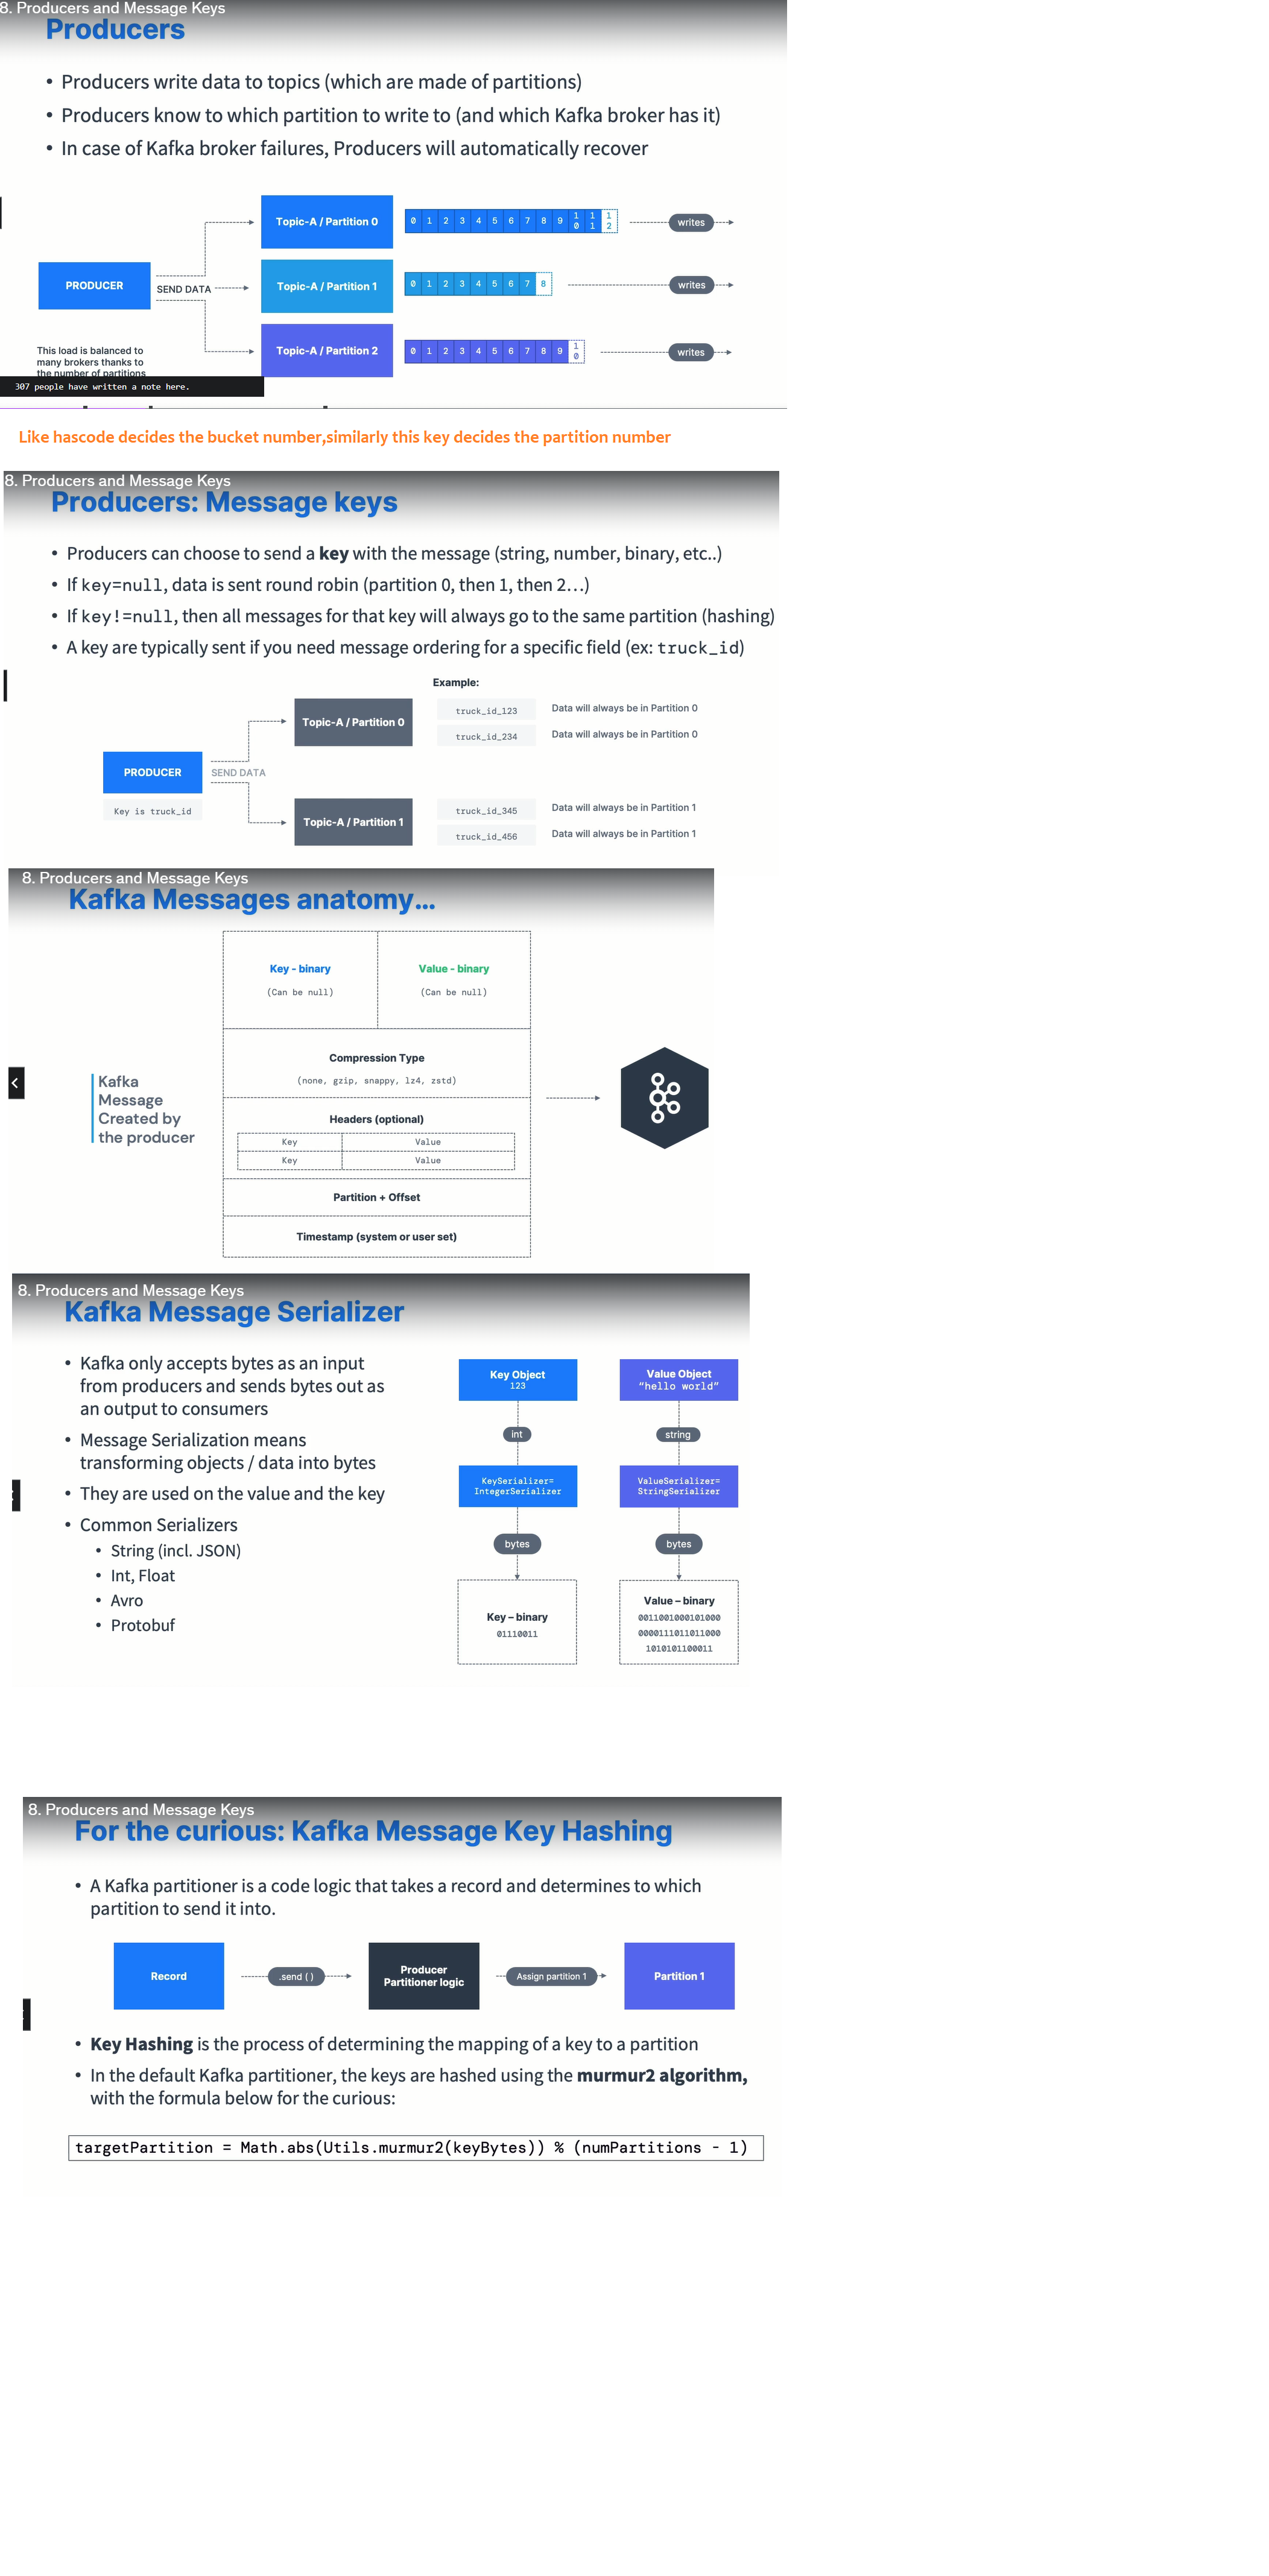 8. Producers and Message Keys
Producers
• Producers write data to topics (which are made of partitions)
• Producers know to which partition to write to (and which Kafka broker has it)
• In case of Kafka broker failures, Producers will automatically recover
Topic-A / Partition 0
0 1 2 3 4 5 6 7 8 9 10 11 12
writes
PRODUCER
SEND DATA
Topic-A / Partition 1
0 1 2 3 4 5 6 7 8
writes
Topic-A / Partition 2
0 1 2 3 4 5 6 7 8 9 10
writes
This load is balanced to
many brokers thanks to
the number of partitions
307 people have written a note here.
Like hascode decides the bucket number,similarly this key decides the partition number
8. Producers and Message Keys
Producers: Message keys
• Producers can choose to send a key with the message (string, number, binary, etc..)
• If key=null, data is sent round robin (partition 0, then 1, then 2...)
• If key!=null, then all messages for that key will always go to the same partition (hashing)
• A key are typically sent if you need message ordering for a specific field (ex: truck_id)
Example:
Topic-A / Partition 0
truck_id_123 Data will always be in Partition 0
truck_id_234 Data will always be in Partition 0
PRODUCER
SEND DATA
Key is truck_id
Topic-A / Partition 1
truck_id_345 Data will always be in Partition 1
truck_id_456 Data will always be in Partition 1
8. Producers and Message Keys
Kafka Messages anatomy...
Key - binary
(Can be null)
Value - binary
(Can be null)
Compression Type
(none, gzip, snappy, lz4, zstd)
Kafka
Message
Created by
the producer
Headers (optional)
Key Value
Key Value
Partition + Offset
Timestamp (system or user set)
8. Producers and Message Keys
Kafka Message Serializer
• Kafka only accepts bytes as an input
from producers and sends bytes out as
an output to consumers
• Message Serialization means
transforming objects / data into bytes
• They are used on the value and the key
• Common Serializers
• String (incl. JSON)
• Int, Float
• Avro
• Protobuf
Key Object
123
int
KeySerializer=
IntegerSerializer
bytes
Key – binary
01110011
Value Object
“hello world”
string
ValueSerializer=
StringSerializer
bytes
Value – binary
0011001000101000
0000111011011000
1010101100011
8. Producers and Message Keys
For the curious: Kafka Message Key Hashing
• A Kafka partitioner is a code logic that takes a record and determines to which
partition to send it into.
Record
.send ( )
Producer
Partitioner logic
Assign partition 1
Partition 1
• Key Hashing is the process of determining the mapping of a key to a partition
• In the default Kafka partitioner, the keys are hashed using the murmur2 algorithm,
with the formula below for the curious:
targetPartition = Math.abs(Utils.murmur2(keyBytes)) % (numPartitions - 1)